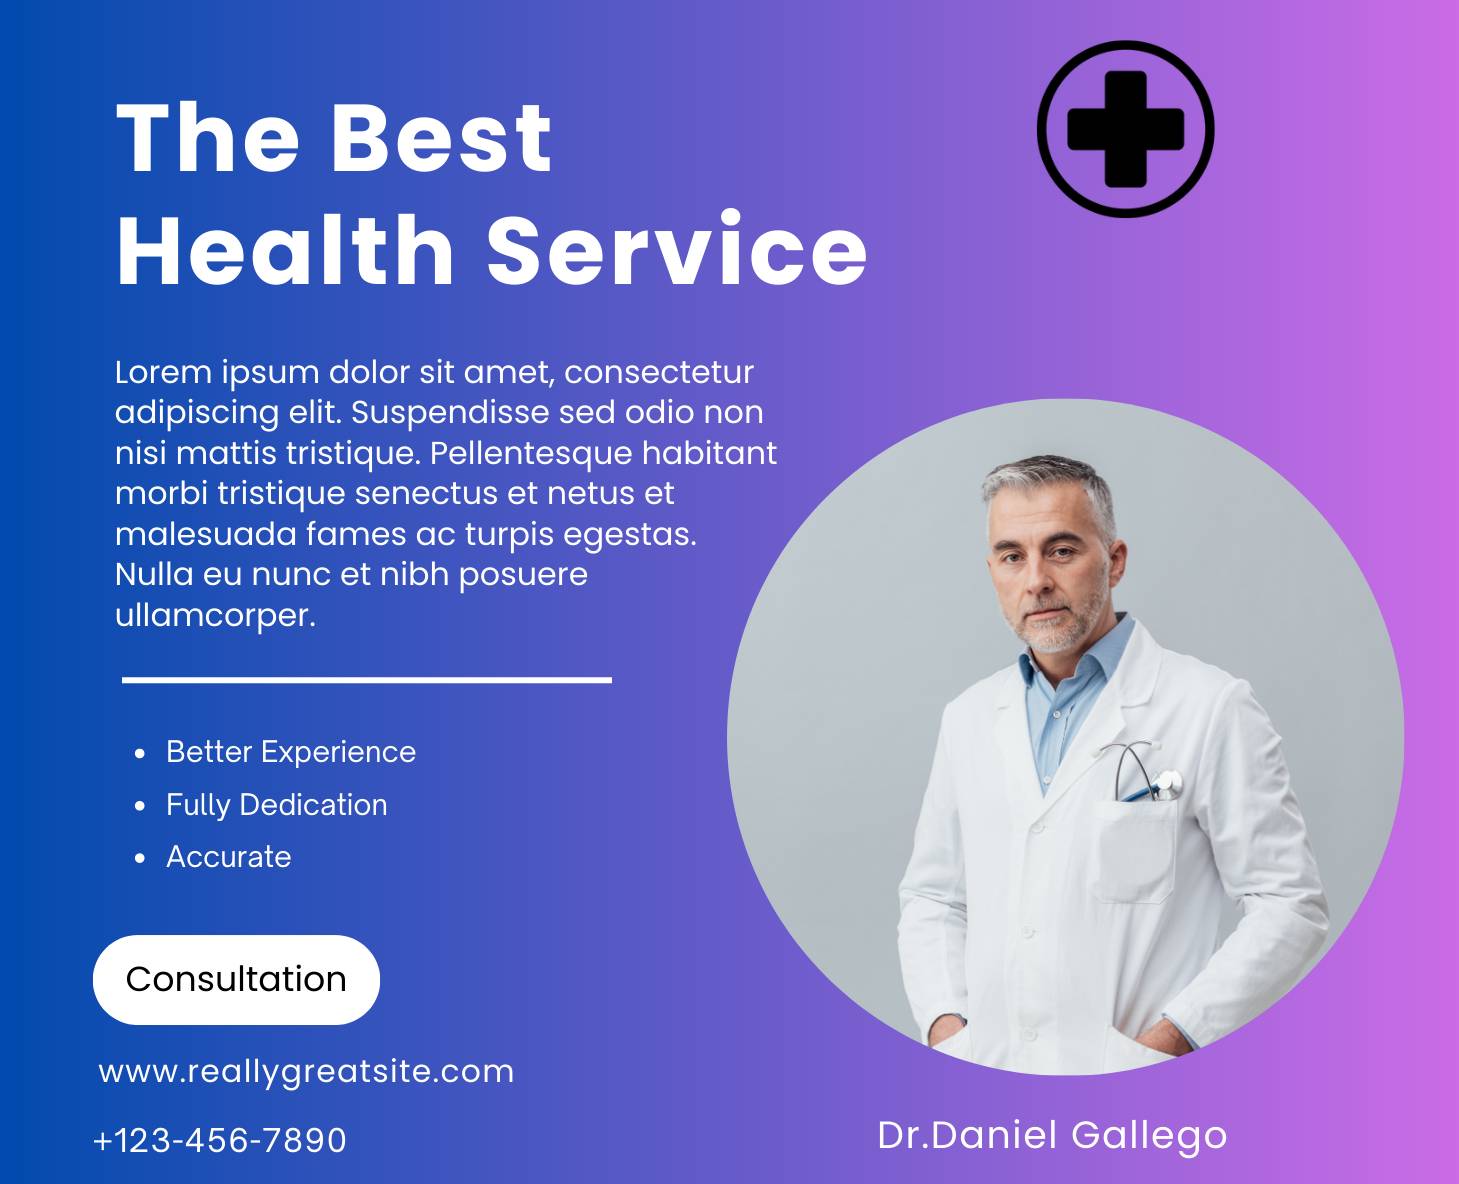 The Best
Health Service
Lorem ipsum dolor sit amet, consectetur
adipiscing elit. Suspendisse sed odio non
nisi mattis tristique. Pellentesque habitant
morbi tristique senectus et netus et
malesuada fames ac turpis egestas.
Nulla eu nunc et nibh posuere
ullamcorper.
• Better Experience
• Fully Dedication
• Accurate
Consultation
www.reallygreatsite.com
+123-456-7890
Dr.Daniel Gallego